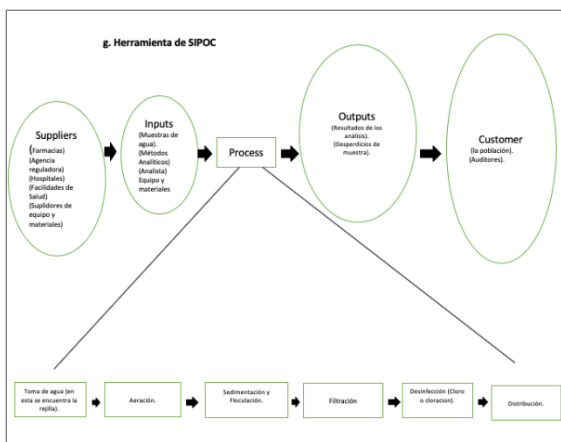 g. Herramienta de SIPOC
Suppliers
(Farmacias)
(Agencia
reguladora)
(Hospitales)
(Facilidades de
Salud)
(Suplidores de
equipo y
materiales)
Inputs
(Muestras de
agua).
(Métodos
Analíticos)
(Analista)
Equipo y
materiales
Process
Outputs
(Resultados de los
análisis).
(Desperdicios de
muestra).
Customer
(la población).
(Auditores).
Toma de agua (en
esta se encuentra la
rejilla).
Aeración.
Sedimentación y
Floculación.
Filtración
Desinfección (Cloro
o cloracion).
Distribución.